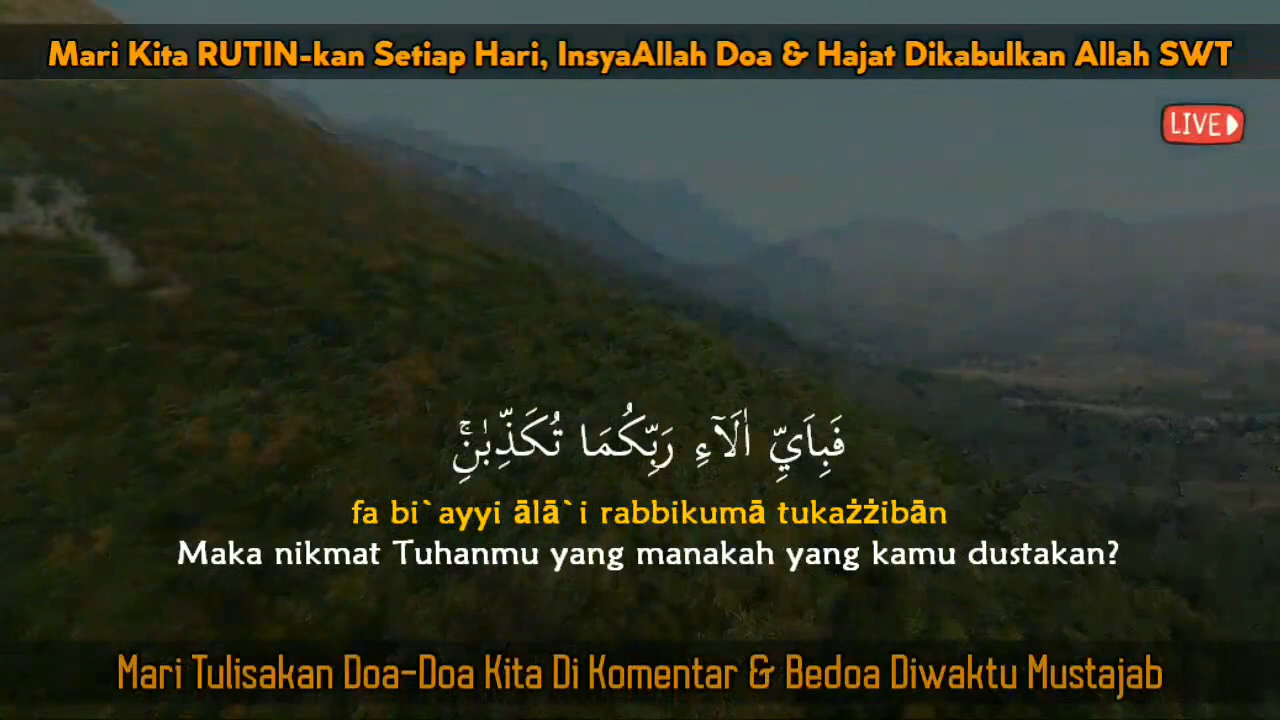 Mari Kita RUTIN-kan Setiap Hari, InsyaAllah Doa & Hajat Dikabulkan Allah SWT
LIVE
فَبِاَيِّ اٰلَاۤءِ رَبِّكُمَا تُكَذِّبٰنِۚ
fa bi`ayyi ālā`i rabbikumā tukażżibān
Maka nikmat Tuhanmu yang manakah yang kamu dustakan?
Mari Tulisakan Doa-Doa Kita Di Komentar & Bedoa Diwaktu Mustajab